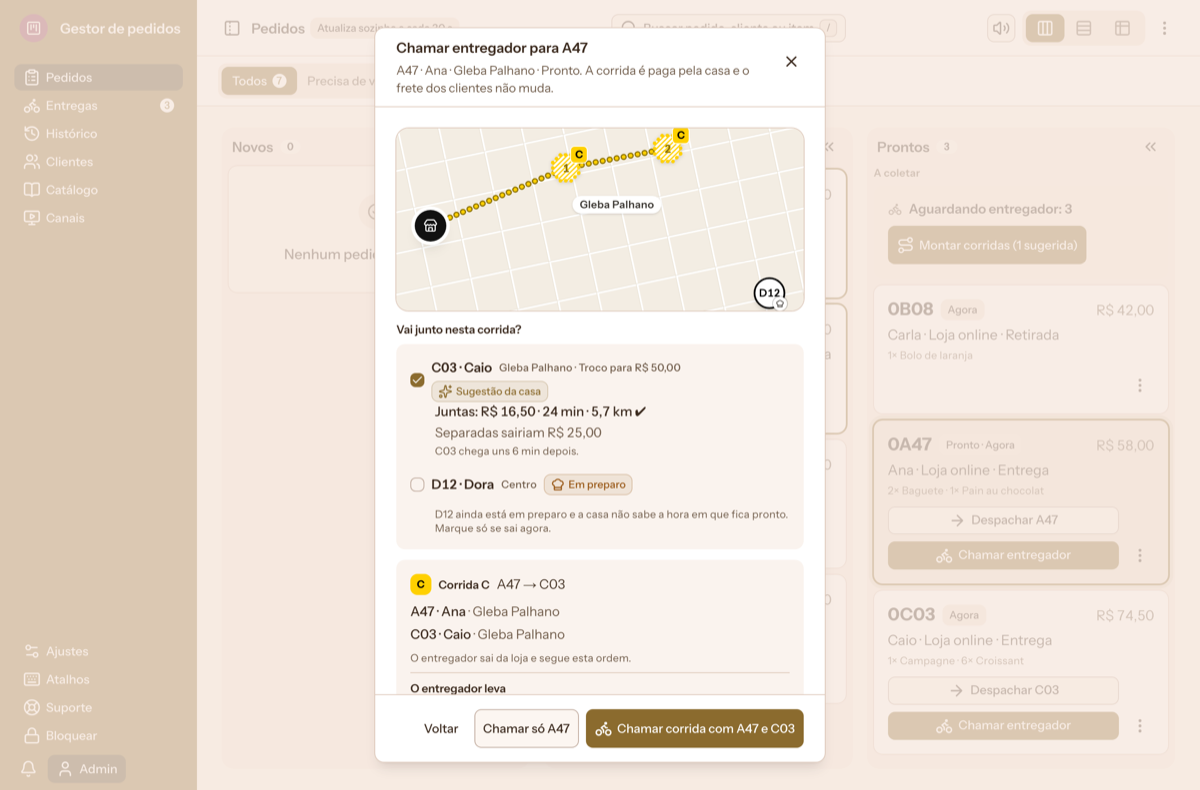 Gestor de pedidos
Pedidos
Entregas 3
Histórico
Clientes
Catálogo
Canais
Ajustes
Atalhos
Suporte
Bloquear
Admin
Pedidos
Todos 7
Novos 0
Chamar entregador para A47
A47 · Ana · Gleba Palhano · Pronto. A corrida é paga pela casa e o
frete dos clientes não muda.
1 C
2 C
Gleba Palhano
D12
Vai junto nesta corrida?
C03 · Caio Gleba Palhano · Troco para R$ 50,00
Sugestão da casa
Juntas: R$ 16,50 · 24 min · 5,7 km ✔
Separadas sairiam R$ 25,00
C03 chega uns 6 min depois.
D12 · Dora Centro Em preparo
D12 ainda está em preparo e a casa não sabe a hora em que fica pronto.
Marque só se sai agora.
C Corrida C A47 → C03
A47 · Ana · Gleba Palhano
C03 · Caio · Gleba Palhano
O entregador sai da loja e segue esta ordem.
O entregador leva
Voltar
Chamar só A47
Chamar corrida com A47 e C03
Prontos 3
A coletar
Aguardando entregador: 3
Montar corridas (1 sugerida)
0B08 Agora R$ 42,00
Carla · Loja online · Retirada
1× Bolo de laranja
0A47 Pronto · Agora R$ 58,00
Ana · Loja online · Entrega
2× Baguete · 1× Pain au chocolat
Despachar A47
Chamar entregador
0C03 Agora R$ 74,50
Caio · Loja online · Entrega
1× Campagne · 6× Croissant
Despachar C03
Chamar entregador